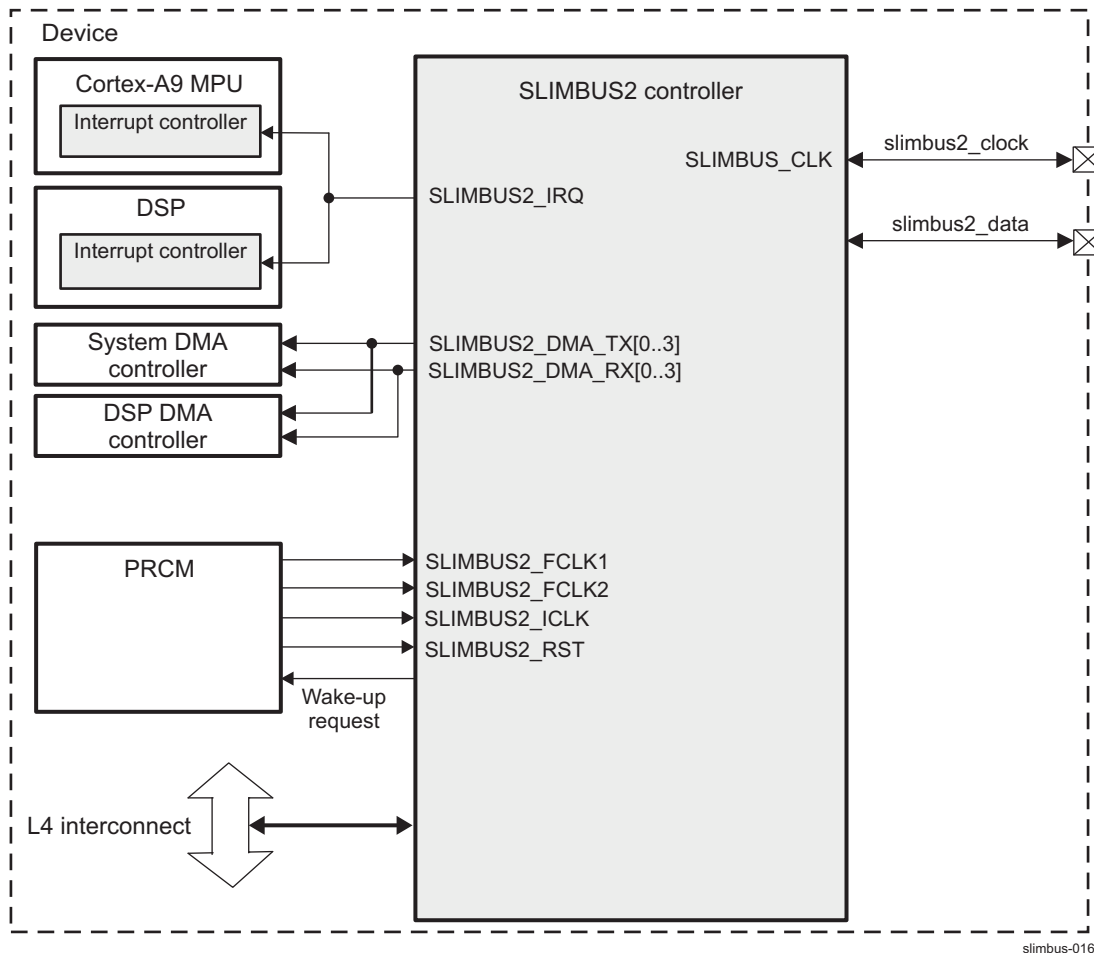 Device
Cortex-A9 MPU
Interrupt controller
DSP
Interrupt controller
System DMA
controller
DSP DMA
controller
PRCM
Wake-up
request
L4 interconnect
SLIMBUS2 controller
SLIMBUS_CLK
SLIMBUS2_IRQ
SLIMBUS2_DMA_TX[0..3]
SLIMBUS2_DMA_RX[0..3]
SLIMBUS2_FCLK1
SLIMBUS2_FCLK2
SLIMBUS2_ICLK
SLIMBUS2_RST
slimbus2_clock
slimbus2_data
slimbus-016